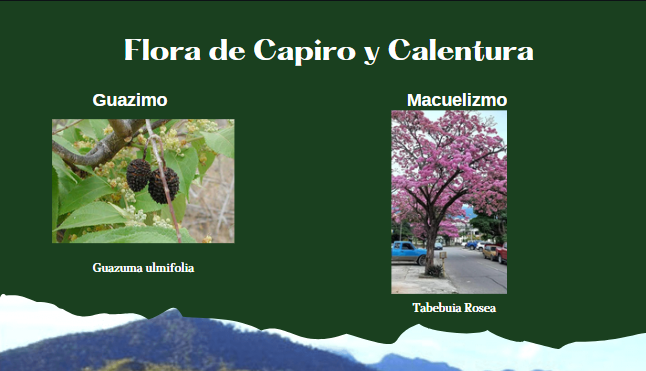 Flora de Capiro y Calentura
Guazimo
Macuelizmo
Guazuma ulmifolia
Tabebuia Rosea